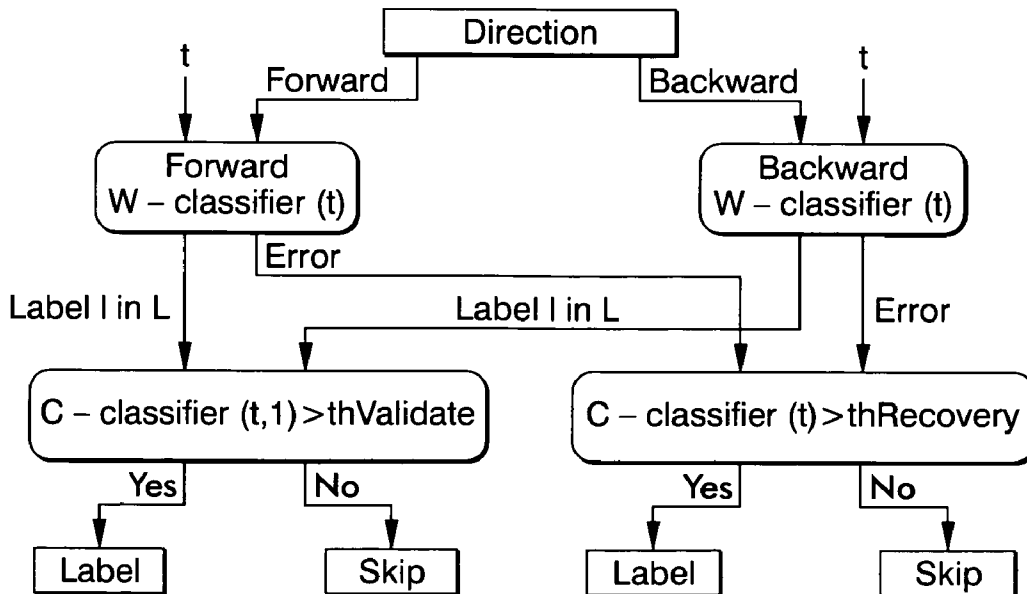 Direction
t
t
Forward
Backward
Forward
W – classifier (t)
Backward
W – classifier (t)
Error
Label l in L
Label l in L
Error
C – classifier (t,1) > thValidate
C – classifier (t) > thRecovery
Yes
No
Yes
No
Label
Skip
Label
Skip